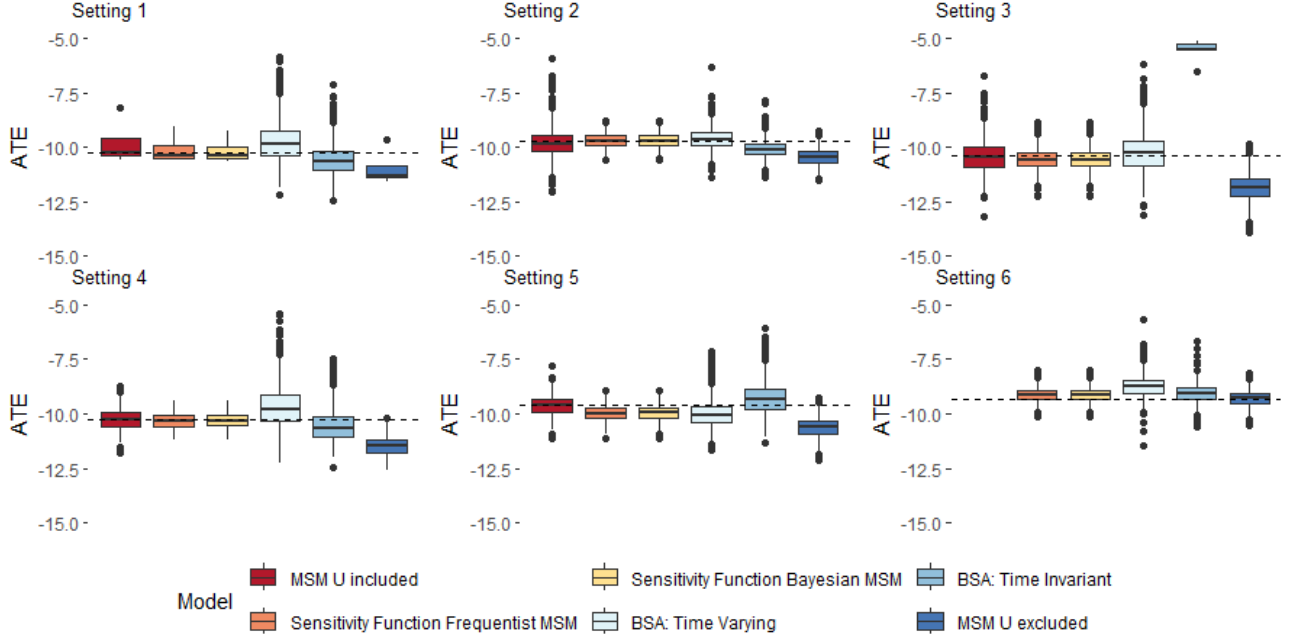 Setting 1
Setting 2
Setting 3
-5.0
-7.5
-10.0
-12.5
-15.0
ATE
-5.0
-7.5
-10.0
-12.5
-15.0
ATE
-5.0
-7.5
-10.0
-12.5
-15.0
ATE
Setting 4
Setting 5
Setting 6
-5.0
-7.5
-10.0
-12.5
-15.0
ATE
-5.0
-7.5
-10.0
-12.5
-15.0
ATE
-5.0
-7.5
-10.0
-12.5
-15.0
ATE
Model
MSM U included
Sensitivity Function Bayesian MSM
BSA: Time Invariant
Sensitivity Function Frequentist MSM
BSA: Time Varying
MSM U excluded